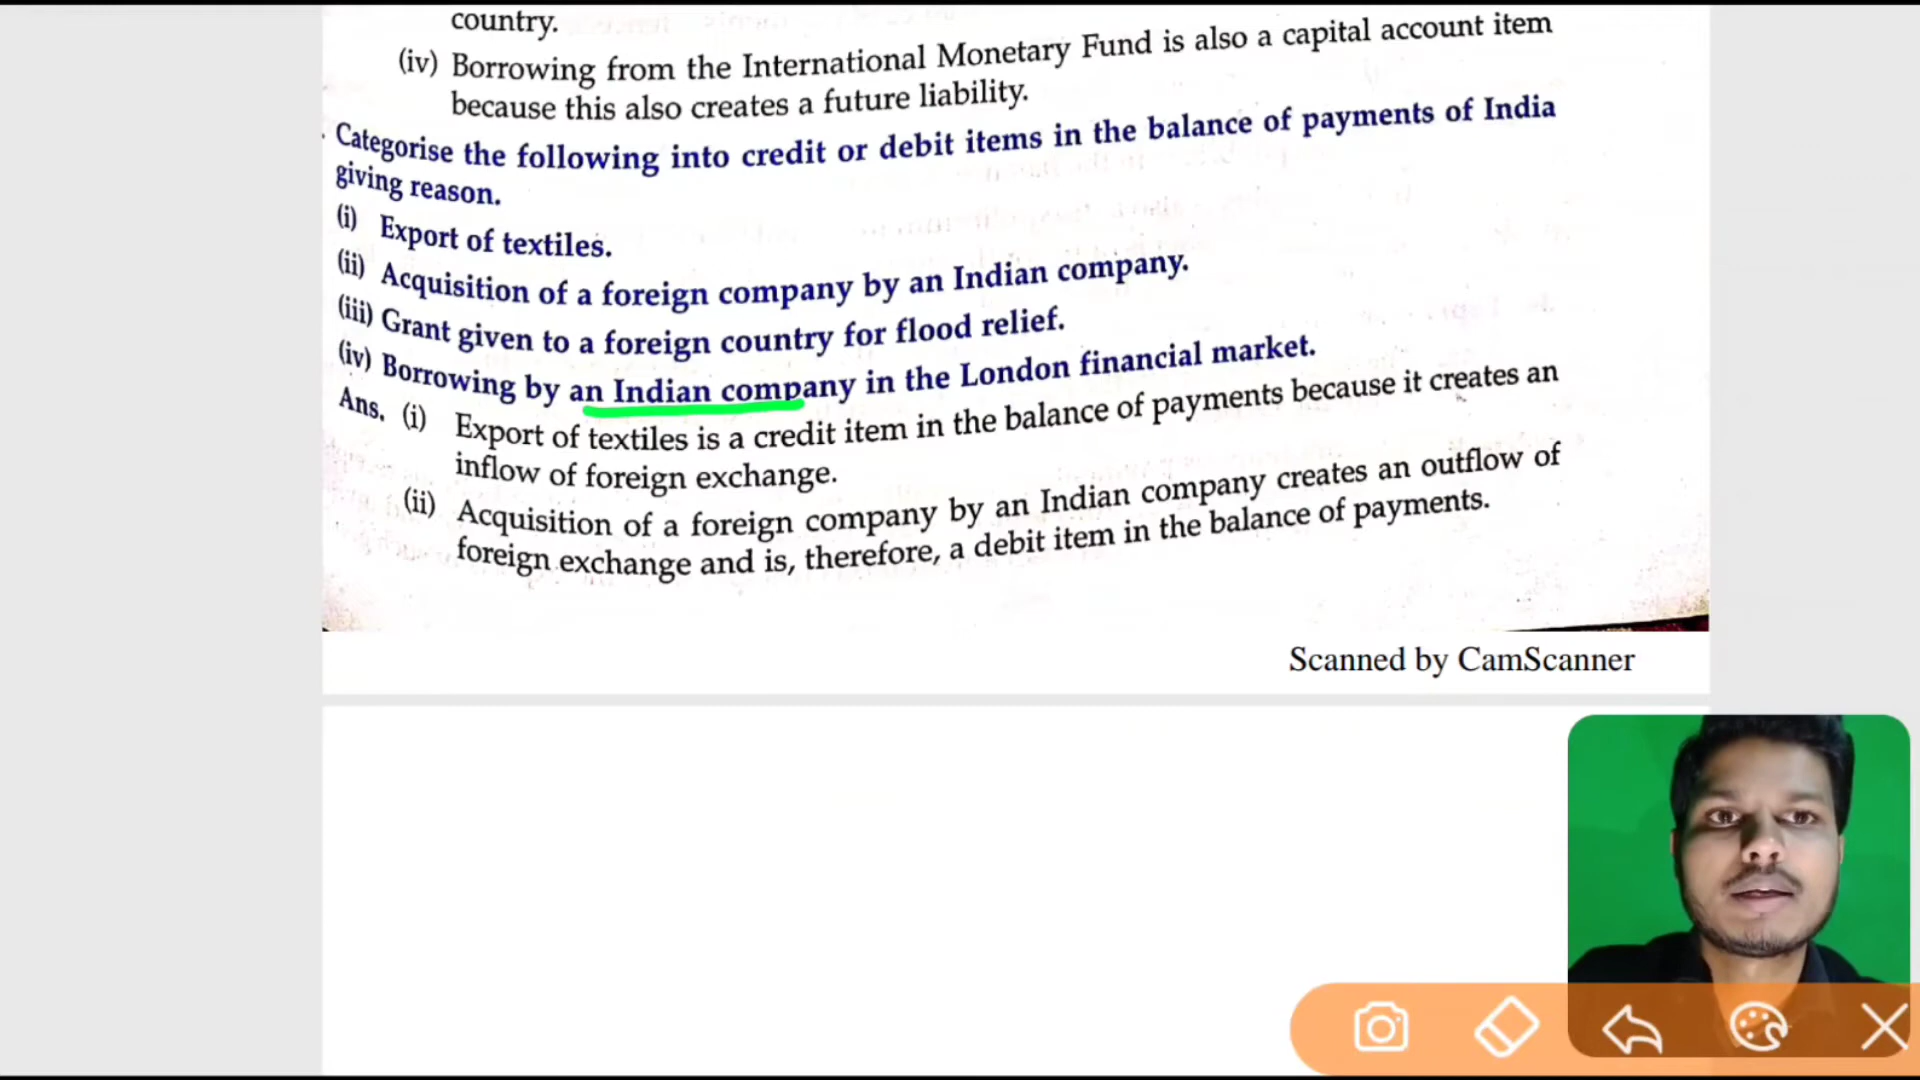 country.
(iv) Borrowing from the International Monetary Fund is also a capital account item
because this also creates a future liability.
. Categorise the following into credit or debit items in the balance of payments of India
giving reason.
(i) Export of textiles.
(ii) Acquisition of a foreign company by an Indian company.
(iii) Grant given to a foreign country for flood relief.
(iv) Borrowing by an Indian company in the London financial market.
Ans. (i) Export of textiles is a credit item in the balance of payments because it creates an
inflow of foreign exchange.
(ii) Acquisition of a foreign company by an Indian company creates an outflow of
foreign exchange and is, therefore, a debit item in the balance of payments.
Scanned by CamScanner